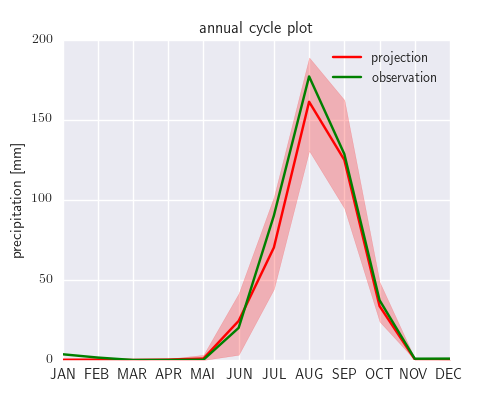 annual cycle plot
projection
observation
precipitation [mm]
200
150
100
50
0
JAN FEB MAR APR MAI JUN JUL AUG SEP OCT NOV DEC